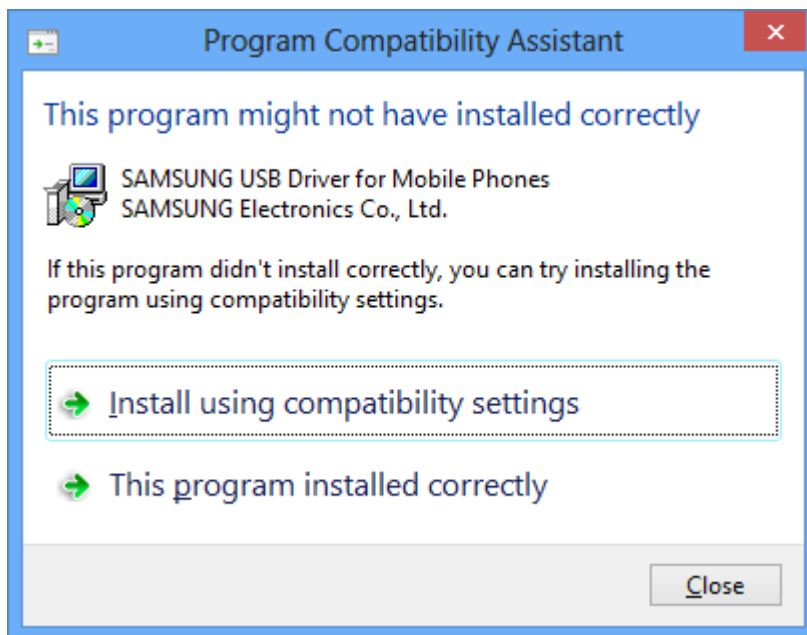 Program Compatibility Assistant
This program might not have installed correctly
SAMSUNG USB Driver for Mobile Phones
SAMSUNG Electronics Co., Ltd.
If this program didn't install correctly, you can try installing the
program using compatibility settings.
Install using compatibility settings
This program installed correctly
Close